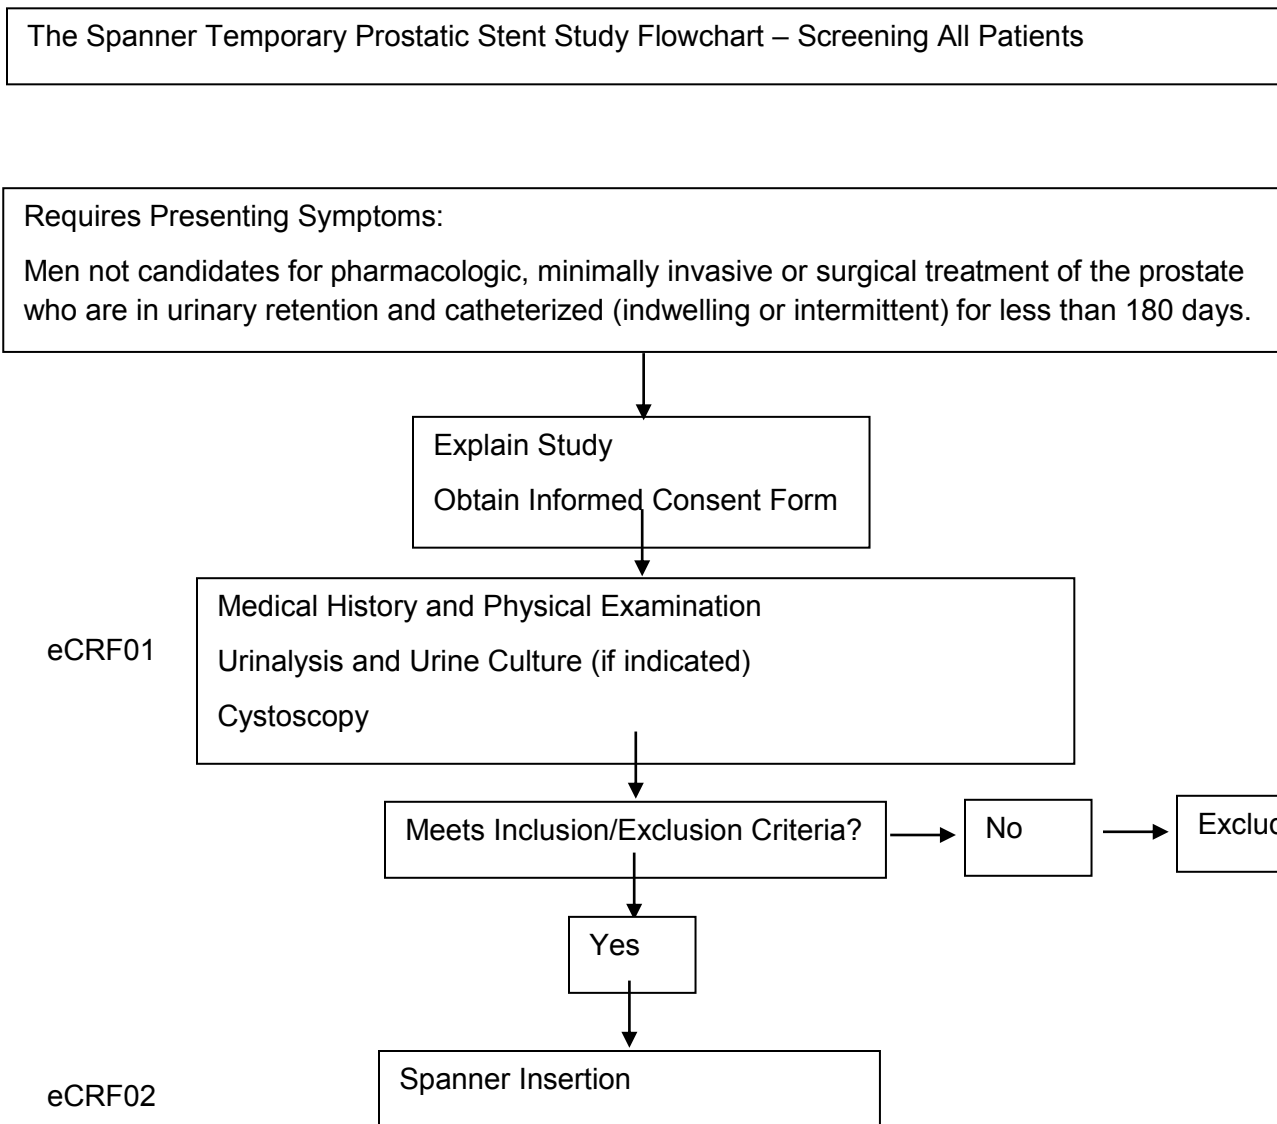 The Spanner Temporary Prostatic Stent Study Flowchart – Screening All Patients
Requires Presenting Symptoms:
Men not candidates for pharmacologic, minimally invasive or surgical treatment of the prostate
who are in urinary retention and catheterized (indwelling or intermittent) for less than 180 days.
Explain Study
Obtain Informed Consent Form
eCRF01
Medical History and Physical Examination
Urinalysis and Urine Culture (if indicated)
Cystoscopy
Meets Inclusion/Exclusion Criteria?
No
Yes
eCRF02
Spanner Insertion